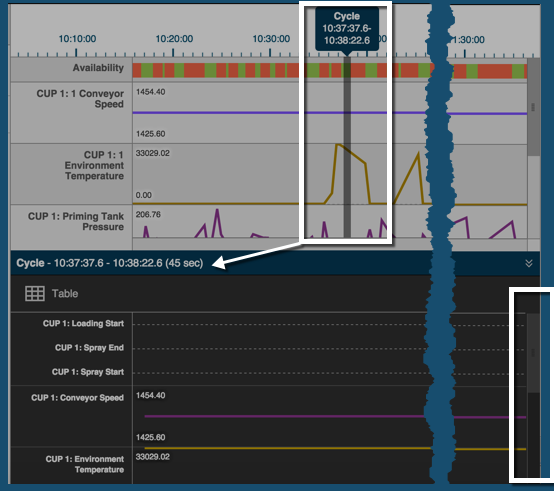 Cycle
10:37:37.6-
10:38:22.6
10:10:00
10:20:00
10:30:00
:30:00
Availability
CUP 1: 1 Conveyor
Speed
1454.40
1425.60
CUP 1: 1
Environment
Temperature
33029.02
0.00
CUP 1: Priming Tank
Pressure
206.76
Cycle - 10:37:37.6 - 10:38:22.6 (45 sec)
Table
CUP 1: Loading Start
CUP 1: Spray End
CUP 1: Spray Start
CUP 1: Conveyor Speed
1454.40
1425.60
CUP 1: Environment
Temperature
33029.02